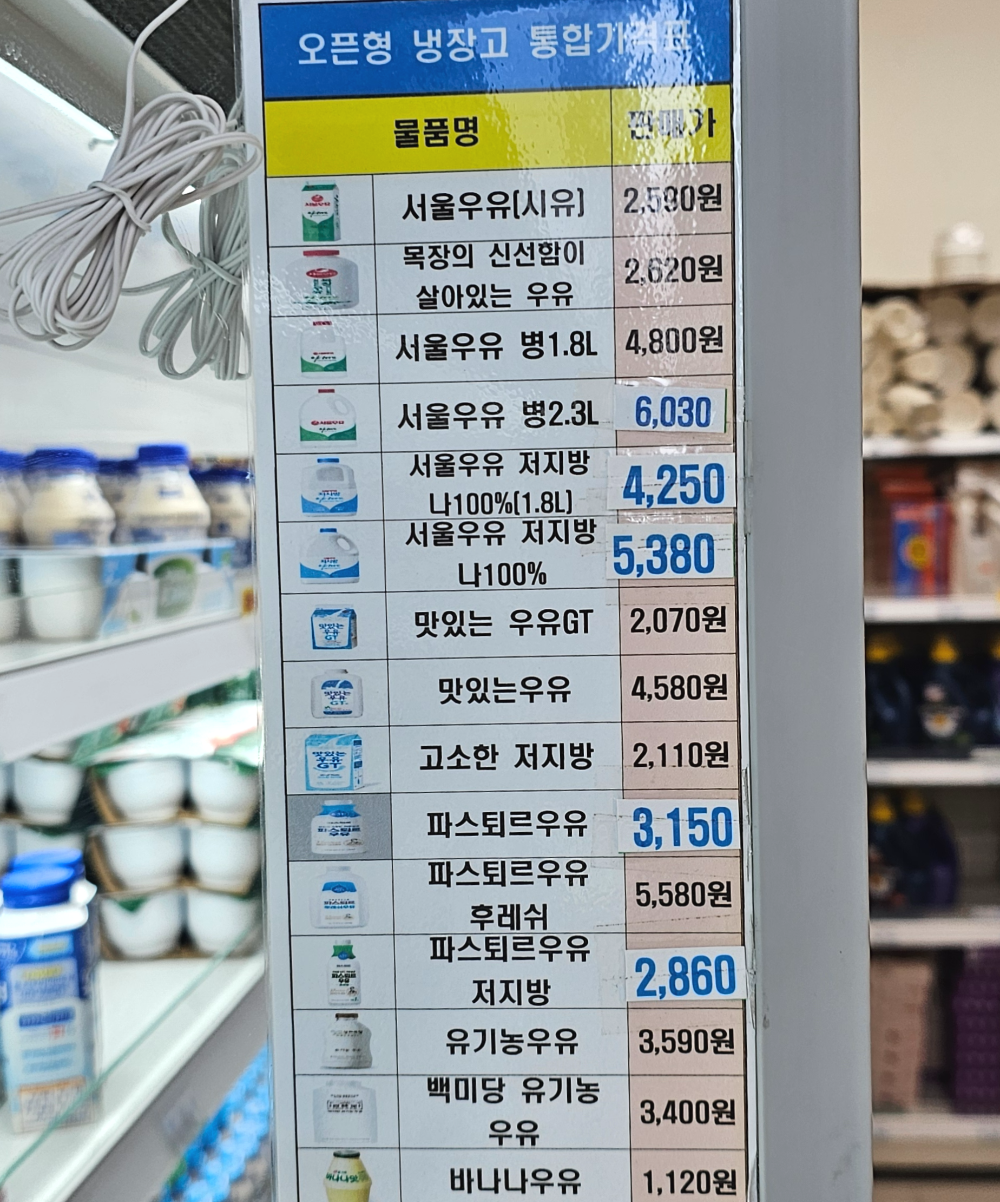 오픈형 냉장고 통합가격표
물품명 판매가
서울우유(시유) 2,590원
목장의 신선함이
살아있는 우유 2,620원
서울우유 병1.8L 4,800원
서울우유 병2.3L 6,030
서울우유 저지방
나100%(1.8L) 4,250
서울우유 저지방
나100% 5,380
맛있는 우유GT 2,070원
맛있는우유 4,580원
고소한 저지방 2,110원
파스퇴르우유 3,150
파스퇴르우유
후레쉬 5,580원
파스퇴르우유
저지방 2,860
유기농우유 3,590원
백미당 유기농
우유 3,400원
바나나우유 1,120원